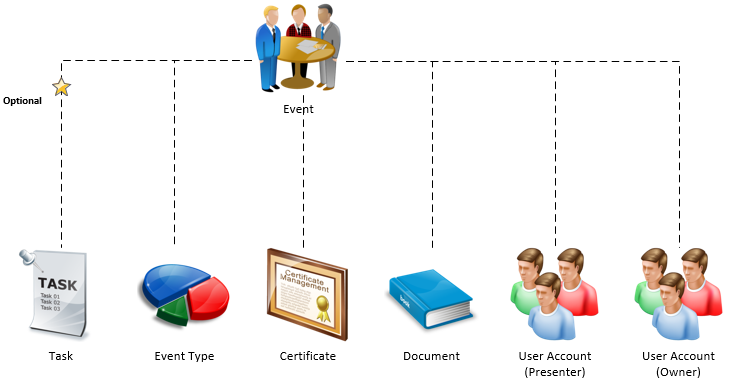 Optional
Event
TASK
Task 01
Task 02
Task 03
Certificate
Management
book
Task
Event Type
Certificate
Document
User Account
(Presenter)
User Account
(Owner)